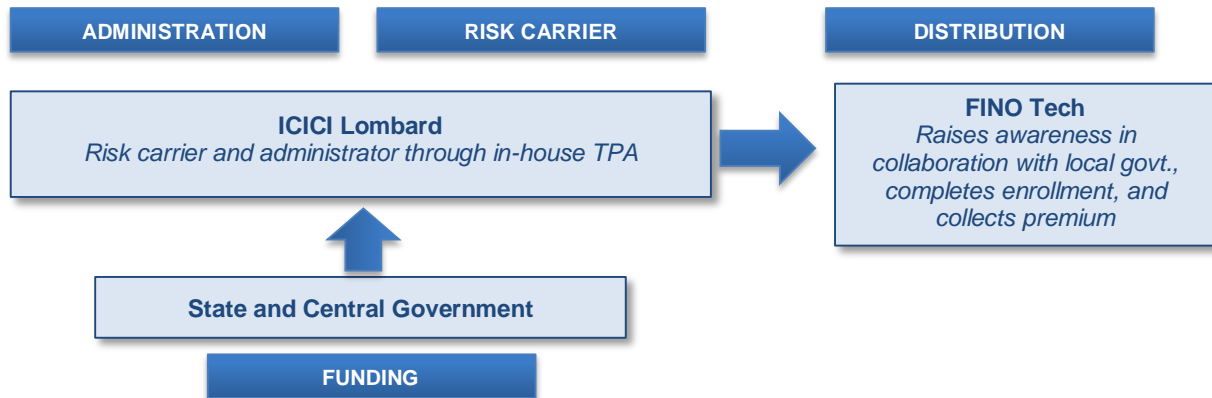 ADMINISTRATION
RISK CARRIER
DISTRIBUTION
ICICI Lombard
Risk carrier and administrator through in-house TPA
FINO Tech
Raises awareness in
collaboration with local govt.,
completes enrollment, and
collects premium
State and Central Government
FUNDING